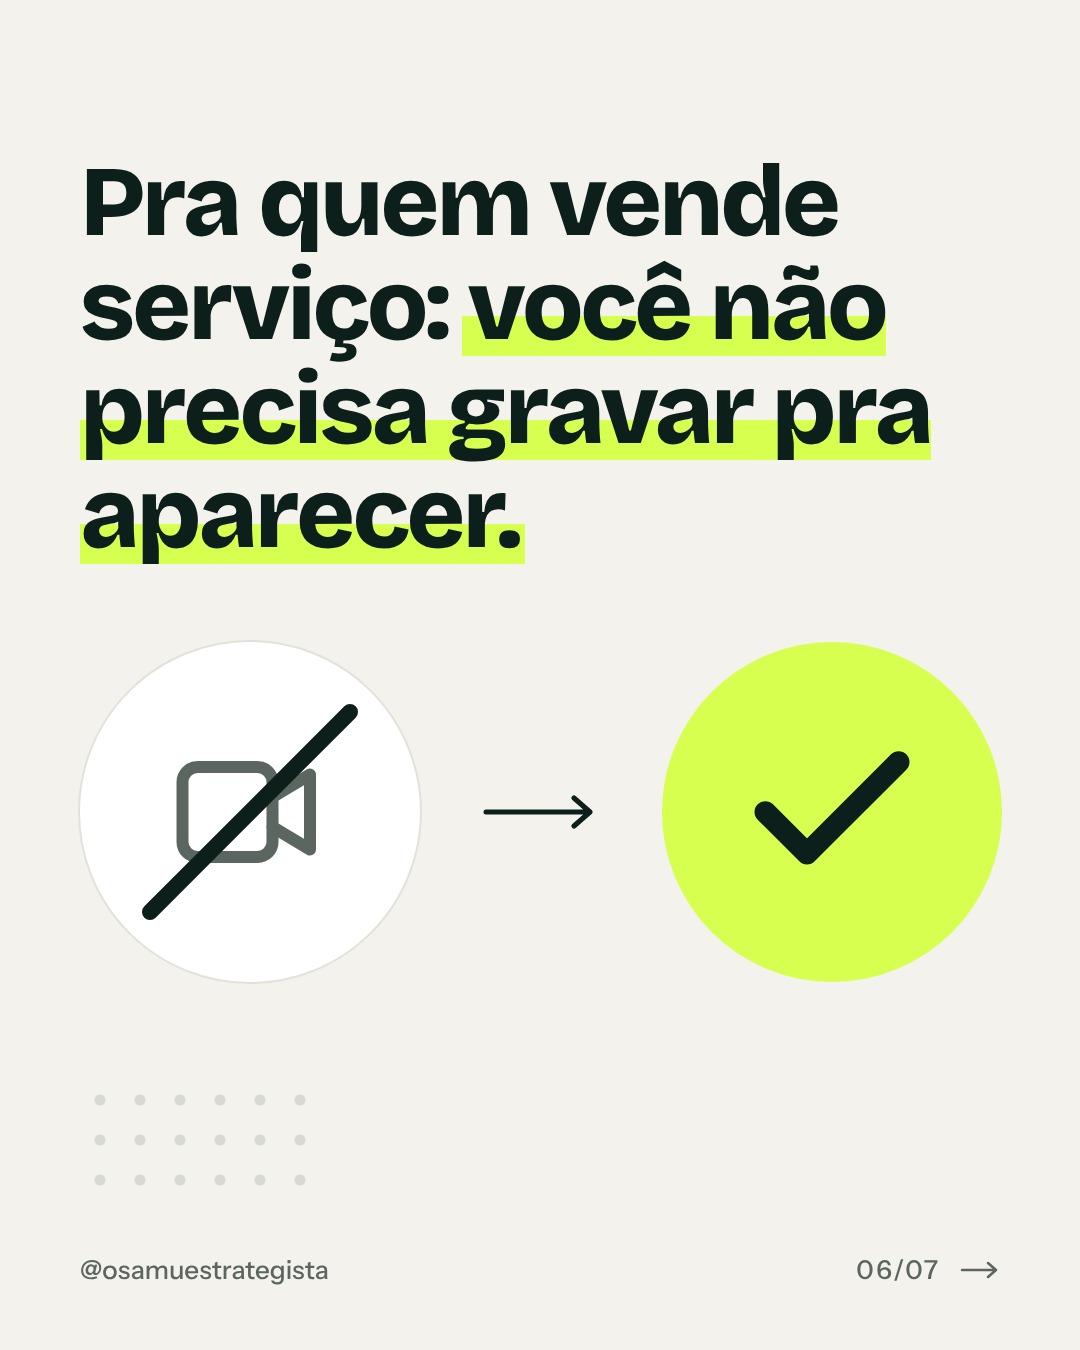 Pra quem vende
serviço: você não
precisa gravar pra
aparecer.
@osamuestrategista
06/07